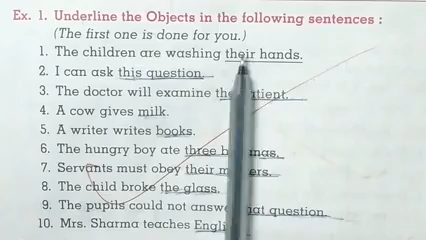 Ex. 1. Underline the Objects in the following sentences :
(The first one is done for you.)
1. The children are washing their hands.
2. I can ask this question.
3. The doctor will examine
4. A cow gives milk.
5. A writer writes books.
6. The hungry boy ate three
7. Servants must obey their
8. The child broke the glass.
9. The pupils could not question.
10. Mrs. Sharma teaches